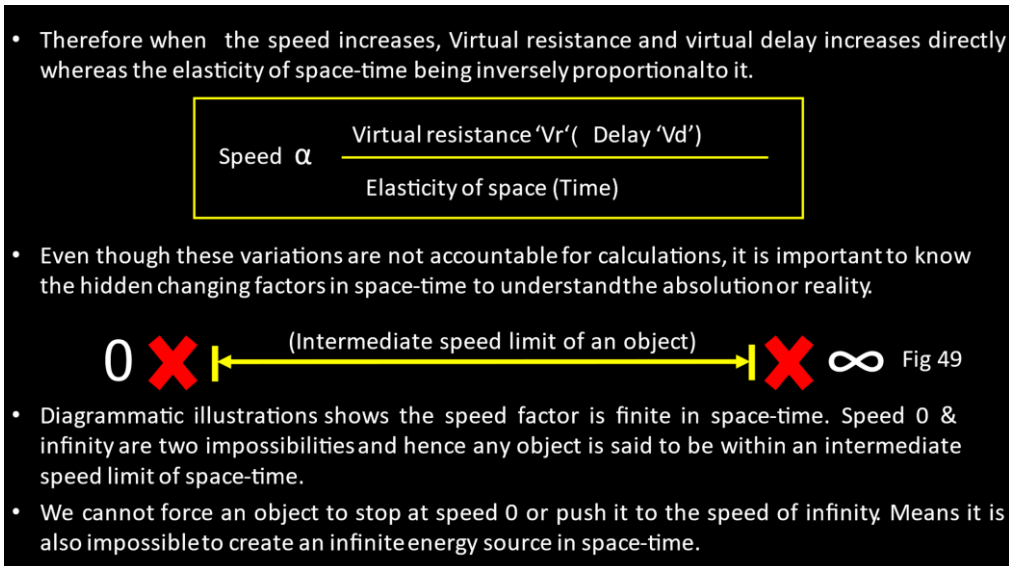 • Therefore when the speed increases, Virtual resistance and virtual delay increases directly
whereas the elasticity of space-time being inversely proportional to it.
Virtual resistance ‘Vr‘( Delay ‘Vd’)
Speed α
Elasticity of space (Time)
• Even though these variations are not accountable for calculations, it is important to know
the hidden changing factors in space-time to understand the absolution or reality.
(Intermediate speed limit of an object)
0 ∞ Fig 49
• Diagrammatic illustrations shows the speed factor is finite in space-time. Speed 0 &
infinity are two impossibilities and hence any object is said to be within an intermediate
speed limit of space-time.
• We cannot force an object to stop at speed 0 or push it to the speed of infinity. Means it is
also impossible to create an infinite energy source in space-time.